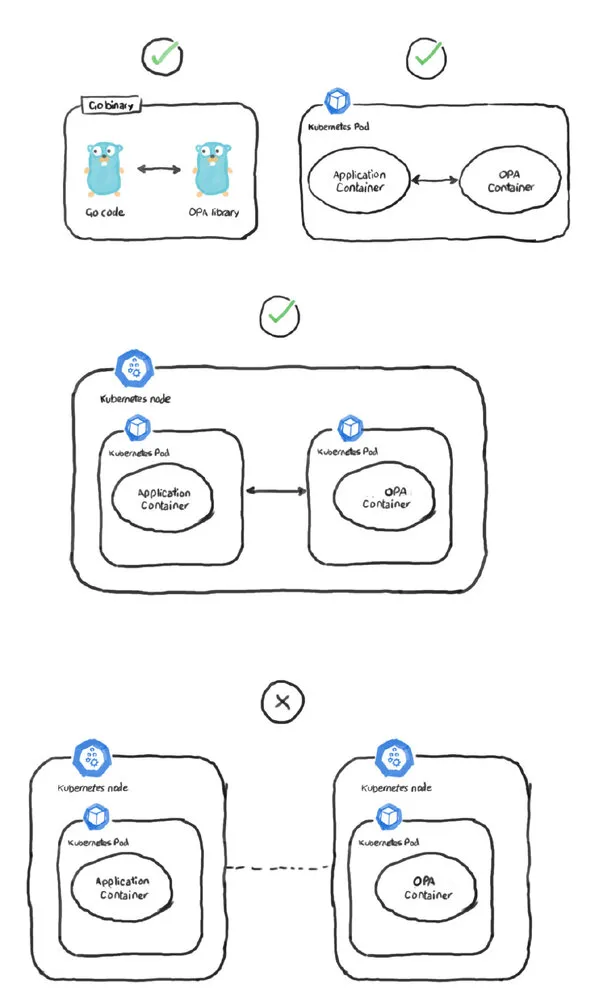 Go binary
Go code
OPA library
Kubernetes Pod
Application
Container
OPA
Container
Kubernetes node
Kubernetes Pod
Application
Container
Kubernetes Pod
OPA
Container
Kubernetes node
Kubernetes Pod
Application
Container
Kubernetes node
Kubernetes Pod
OPA
Container